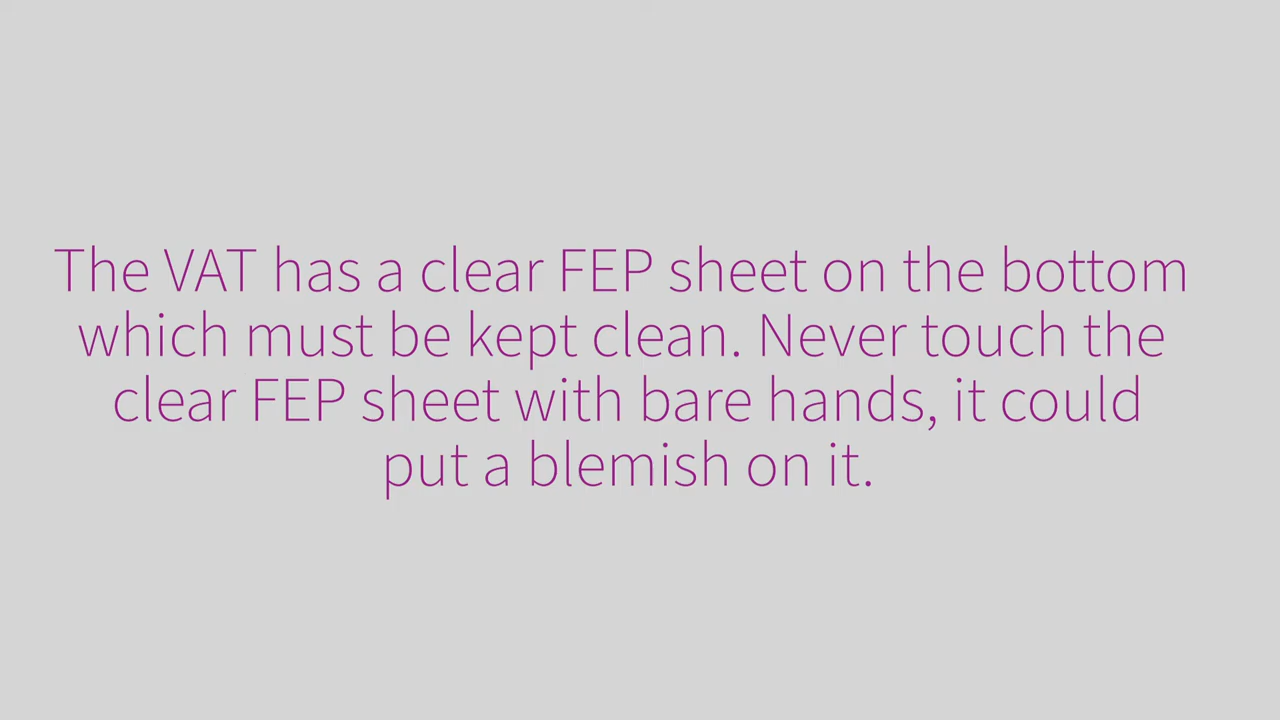 The VAT has a clear FEP sheet on the bottom
which must be kept clean. Never touch the
clear FEP sheet with bare hands, it could
put a blemish on it.